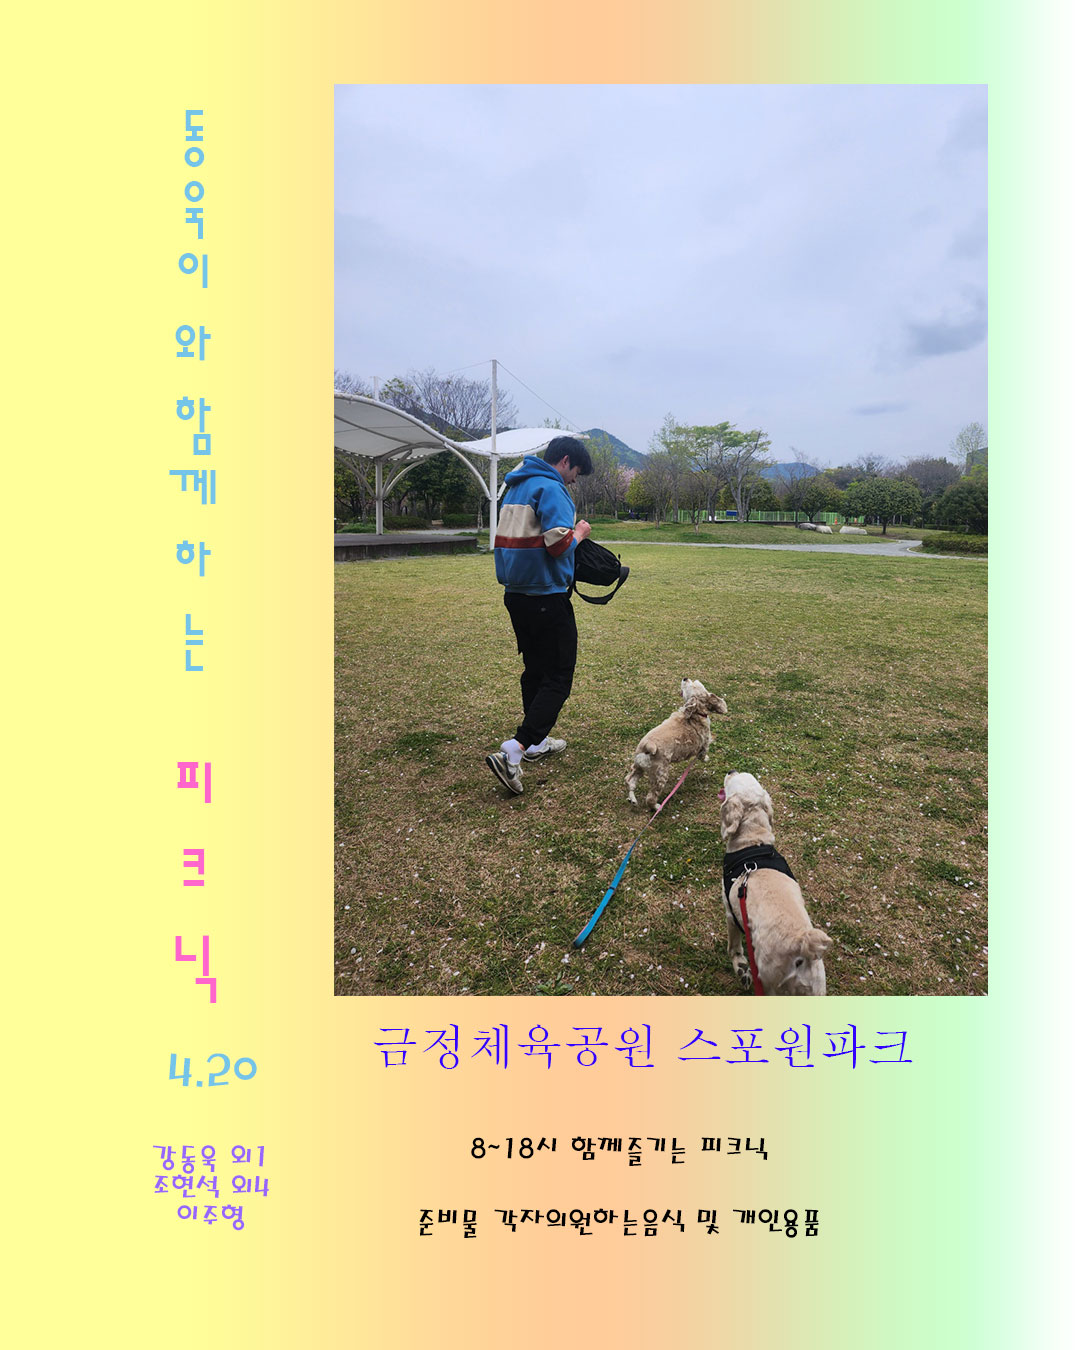 동욱이와함께하는
피크닉
4.20
강동욱 외1
조현석 외4
이주형
금정체육공원 스포원파크
8~18시 함께즐기는 피크닉
준비물 각자의원하는음식 및 개인용품